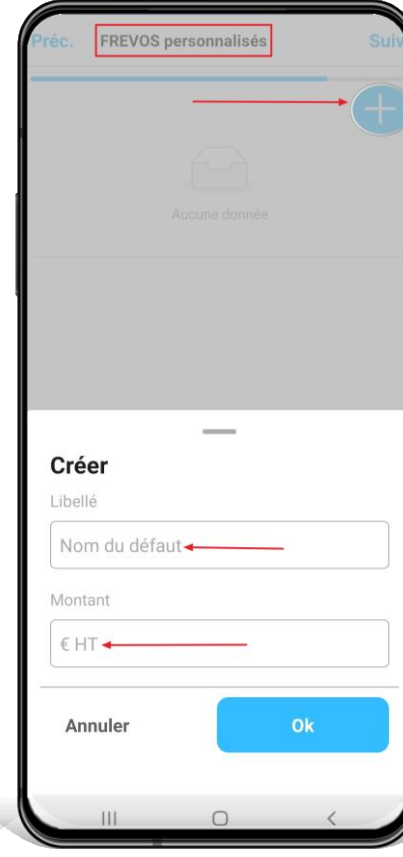 Préc. FREVOS personnalisés Suiv
Aucune donnée
Créer
Libellé
Nom du défaut
Montant
€ HT
Annuler Ok